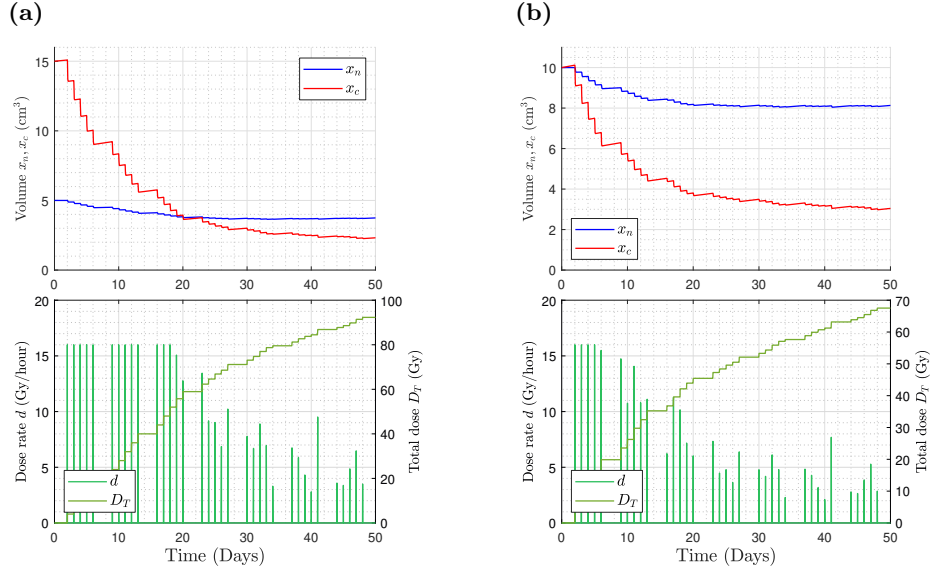 (a)
15
10
5
0
Volume x_n, x_c (cm³)
x_n
x_c
0 10 20 30 40 50
20
15
10
5
0
Dose rate d (Gy/hour)
100
80
60
40
20
0
Total dose D_T (Gy)
d
D_T
0 10 20 30 40 50
Time (Days)
(b)
10
8
6
4
2
0
Volume x_n, x_c (cm³)
x_n
x_c
0 10 20 30 40 50
20
15
10
5
0
Dose rate d (Gy/hour)
70
60
50
40
30
20
10
0
Total dose D_T (Gy)
d
D_T
0 10 20 30 40 50
Time (Days)